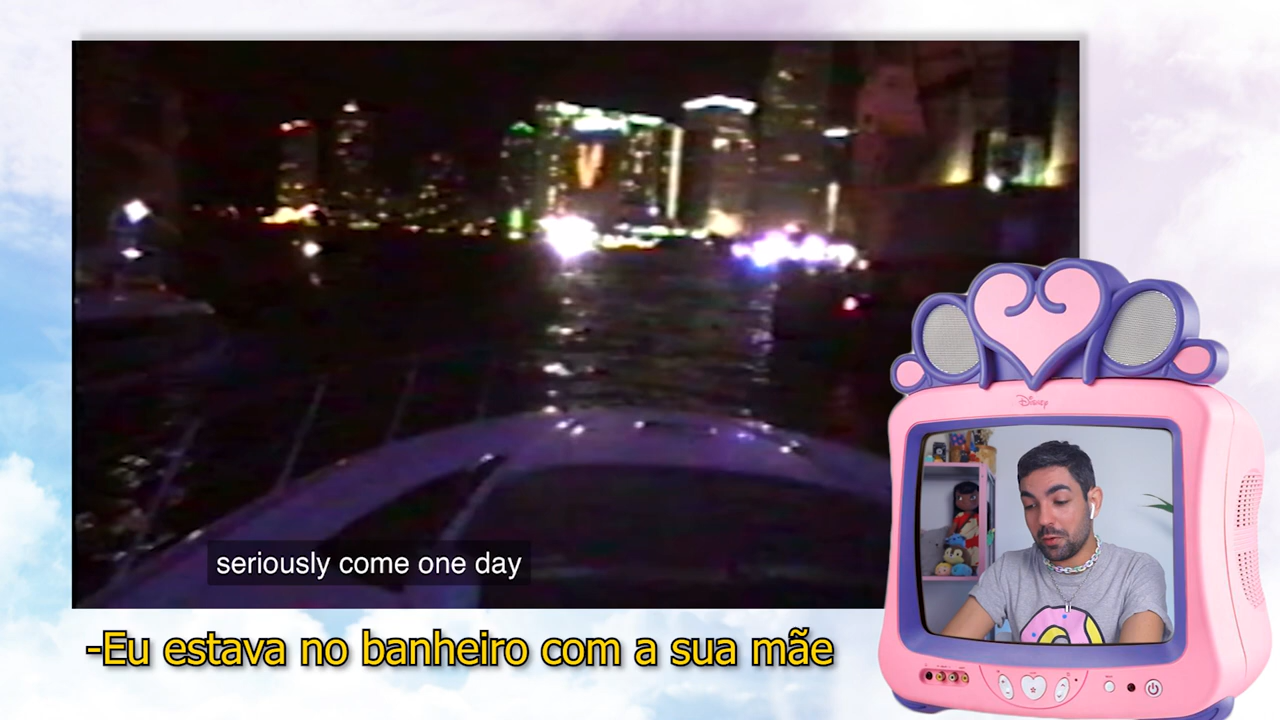 V
seriously come one day
Disney
-Eu estava no banheiro com a sua mãe